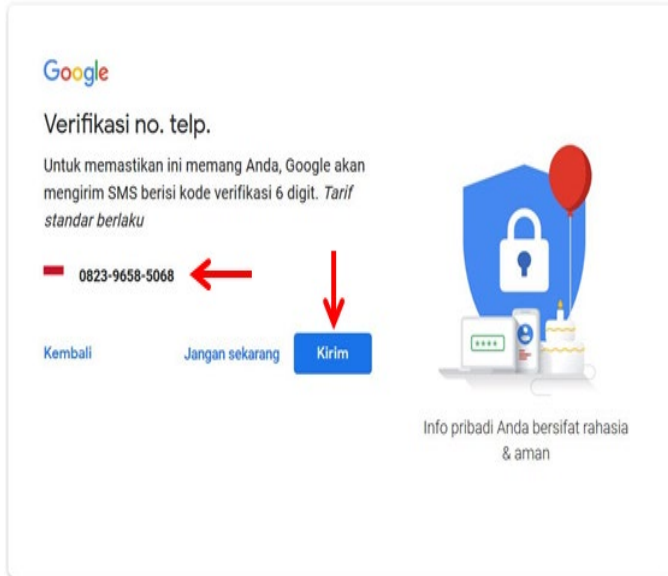 Google
Verifikasi no. telp.
Untuk memastikan ini memang Anda, Google akan
mengirim SMS berisi kode verifikasi 6 digit. Tarif
standar berlaku
0823-9658-5068
Kembali
Jangan sekarang
Kirim
Info pribadi Anda bersifat rahasia
& aman